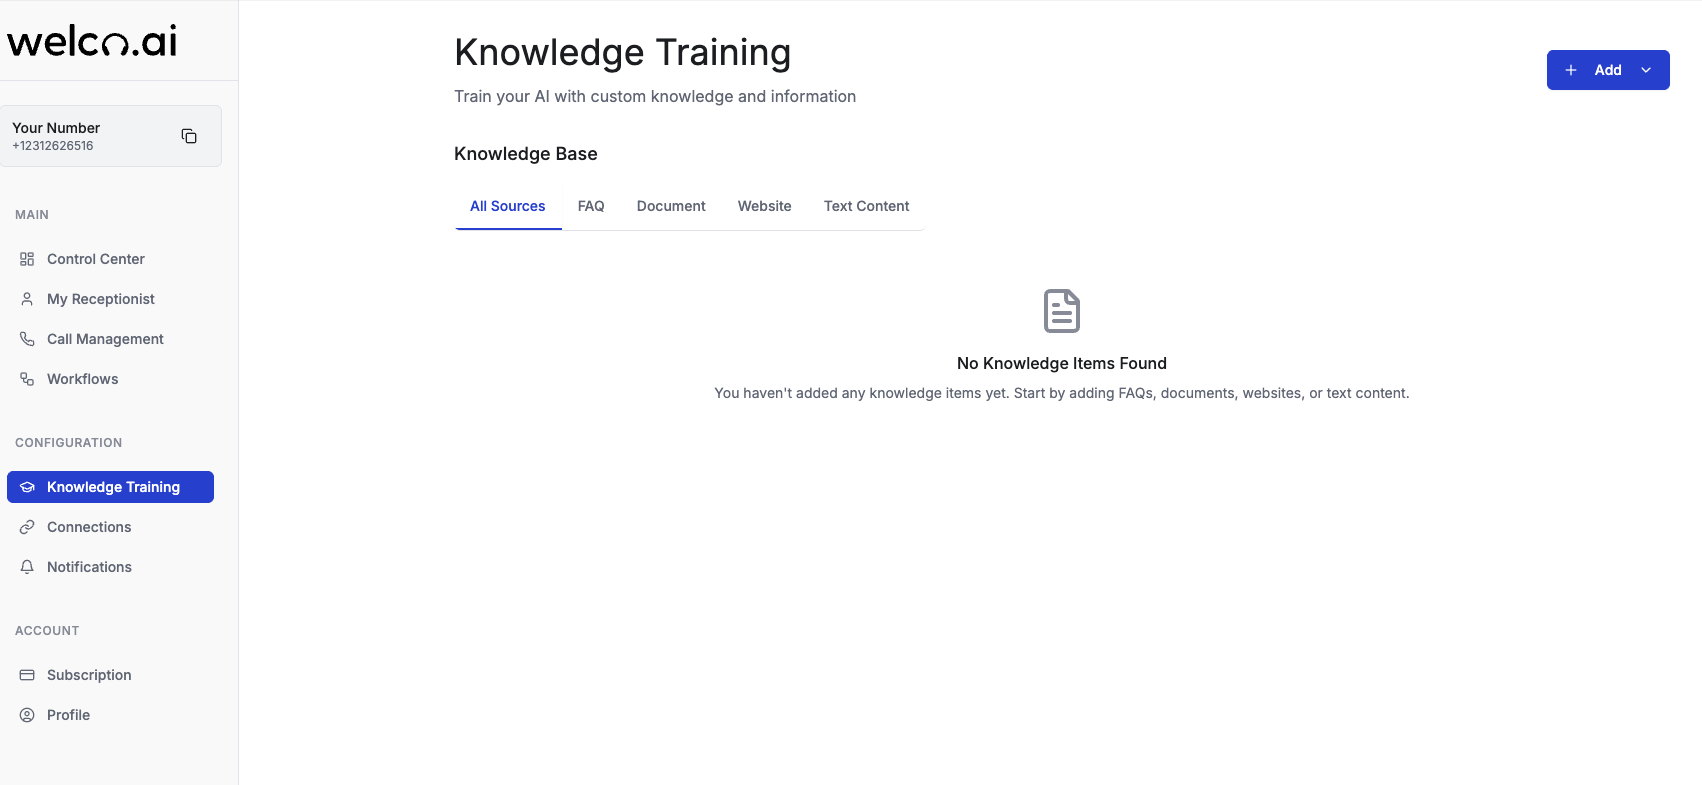 welco.ai
Your Number
+12312626516
MAIN
Control Center
My Receptionist
Call Management
Workflows
CONFIGURATION
Knowledge Training
Connections
Notifications
ACCOUNT
Subscription
Profile
Knowledge Training
Train your AI with custom knowledge and information
Add
Knowledge Base
All Sources FAQ Document Website Text Content
No Knowledge Items Found
You haven't added any knowledge items yet. Start by adding FAQs, documents, websites, or text content.